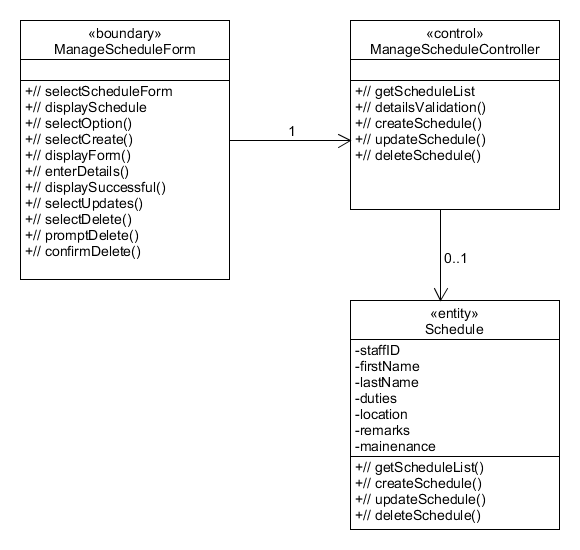 «boundary»
ManageScheduleForm
+// selectScheduleForm
+// displaySchedule
+// selectOption()
+// selectCreate()
+// displayForm()
+// enterDetails()
+// displaySuccessful()
+// selectUpdates()
+// selectDelete()
+// promptDelete()
+// confirmDelete()
1
«control»
ManageScheduleController
+// getScheduleList
+// detailsValidation()
+// createSchedule()
+// updateSchedule()
+// deleteSchedule()
0..1
«entity»
Schedule
-staffID
-firstName
-lastName
-duties
-location
-remarks
-mainenance
+// getScheduleList()
+// createSchedule()
+// updateSchedule()
+// deleteSchedule()